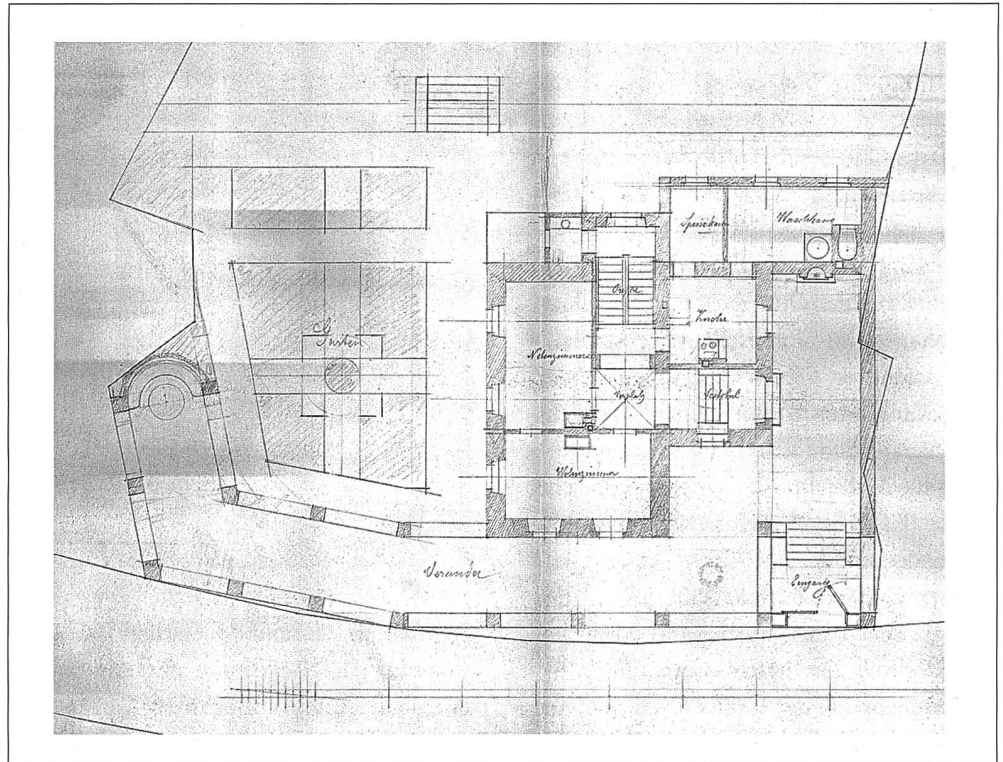 Speisekam
Waschhaus
Küche
Garten
Nebenzimmer
Vorplatz
Wohnzimmer
Veranda
Eingang